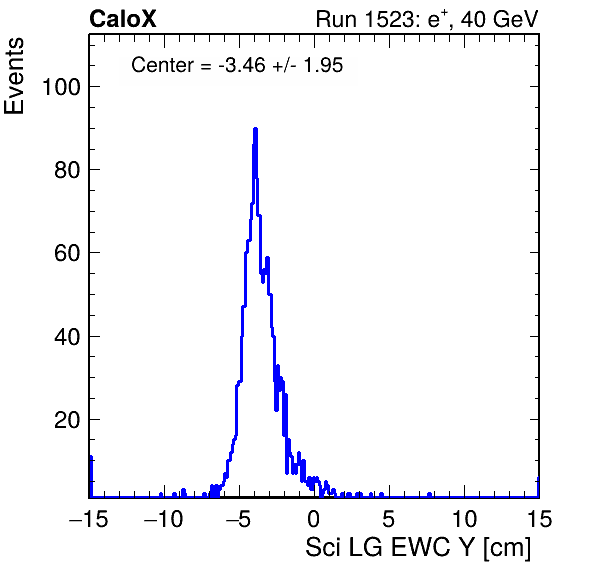 CaloX Run 1523: e⁺, 40 GeV
Center = -3.46 +/- 1.95
Events
100
80
60
40
20
−15 −10 −5 0 5 10 15
Sci LG EWC Y [cm]